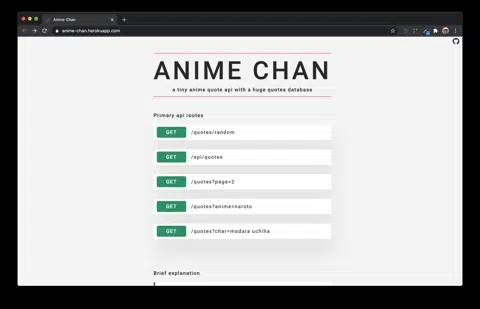 Anime-Chan
anime-chan.herokuapp.com
ANIME CHAN
a tiny anime quote api with a huge quotes database
Primary api routes
GET /quotes/random
GET /api/quotes
GET /quotes?page=2
GET /quotes?anime=naruto
GET /quotes?char=madara uchiha
Brief explanation